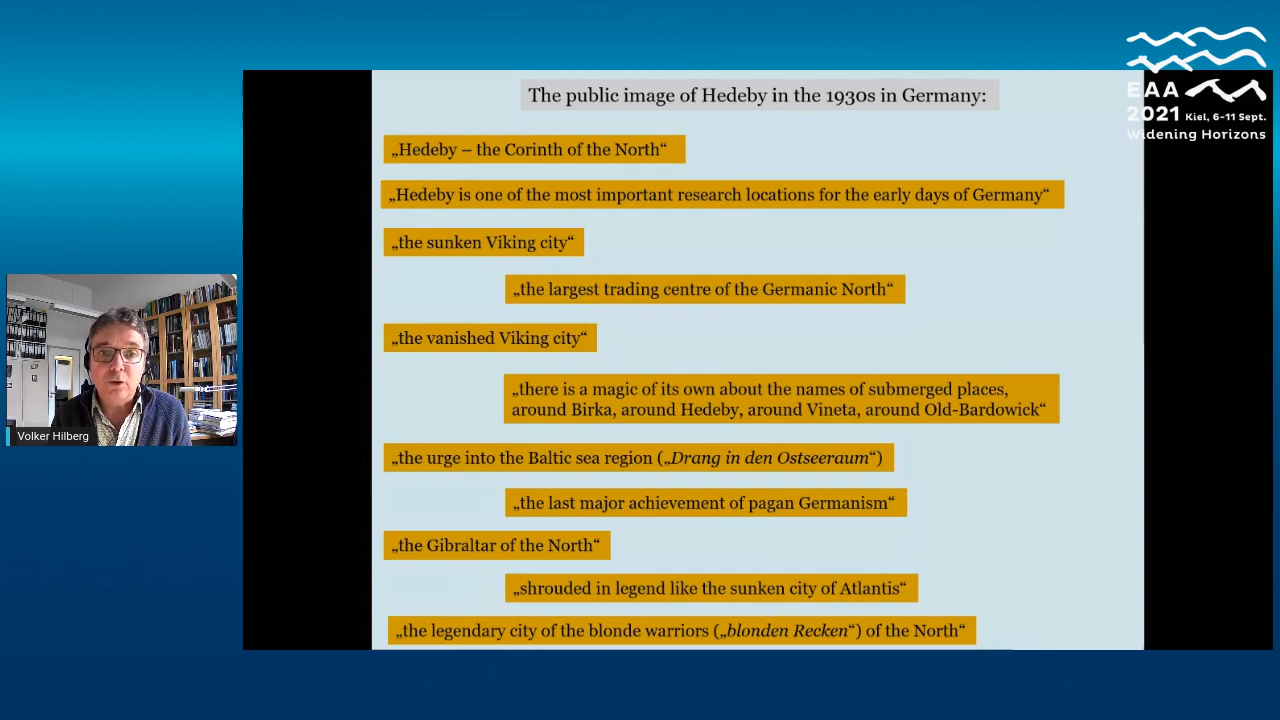 The public image of Hedeby in the 1930s in Germany:
„Hedeby – the Corinth of the North“
„Hedeby is one of the most important research locations for the early days of Germany“
„the sunken Viking city“
„the largest trading centre of the Germanic North“
„the vanished Viking city“
„there is a magic of its own about the names of submerged places,
around Birka, around Hedeby, around Vineta, around Old-Bardowick“
„the urge into the Baltic sea region („Drang in den Ostseeraum“)
„the last major achievement of pagan Germanism“
„the Gibraltar of the North“
„shrouded in legend like the sunken city of Atlantis“
„the legendary city of the blonde warriors („blonden Recken“) of the North“
EAA
2021 Kiel, 6-11 Sept.
Widening Horizons
Volker Hilberg